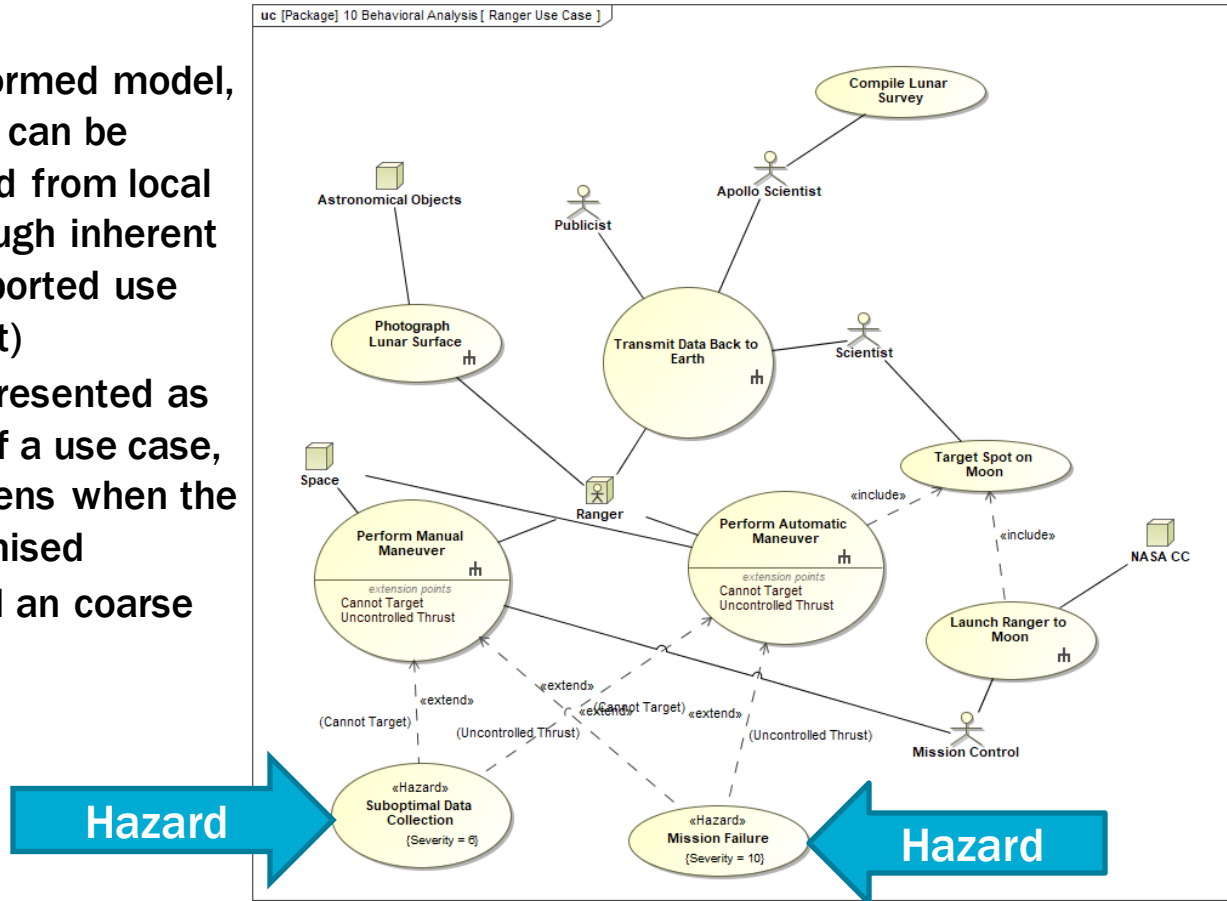 uc [Package] 10 Behavioral Analysis [ Ranger Use Case ]
ormed model,
can be
d from local
ugh inherent
ported use
t)
resented as
f a use case,
ens when the
nised
l an coarse
Compile Lunar
Survey
Astronomical Objects
Apollo Scientist
Publicist
Photograph
Lunar Surface
Transmit Data Back to
Earth
Scientist
Target Spot on
Moon
Space
Ranger
«include»
«include»
Perform Manual
Maneuver
extension points
Cannot Target
Uncontrolled Thrust
Perform Automatic
Maneuver
extension points
Cannot Target
Uncontrolled Thrust
NASA CC
Launch Ranger to
Moon
«extend»
(Cannot Target)
«extend»
(Uncontrolled Thrust)
«extend»
(Cannot Target)
«extend»
(Uncontrolled Thrust)
Mission Control
Hazard
«Hazard»
Suboptimal Data
Collection
{Severity = 6}
«Hazard»
Mission Failure
{Severity = 10}
Hazard